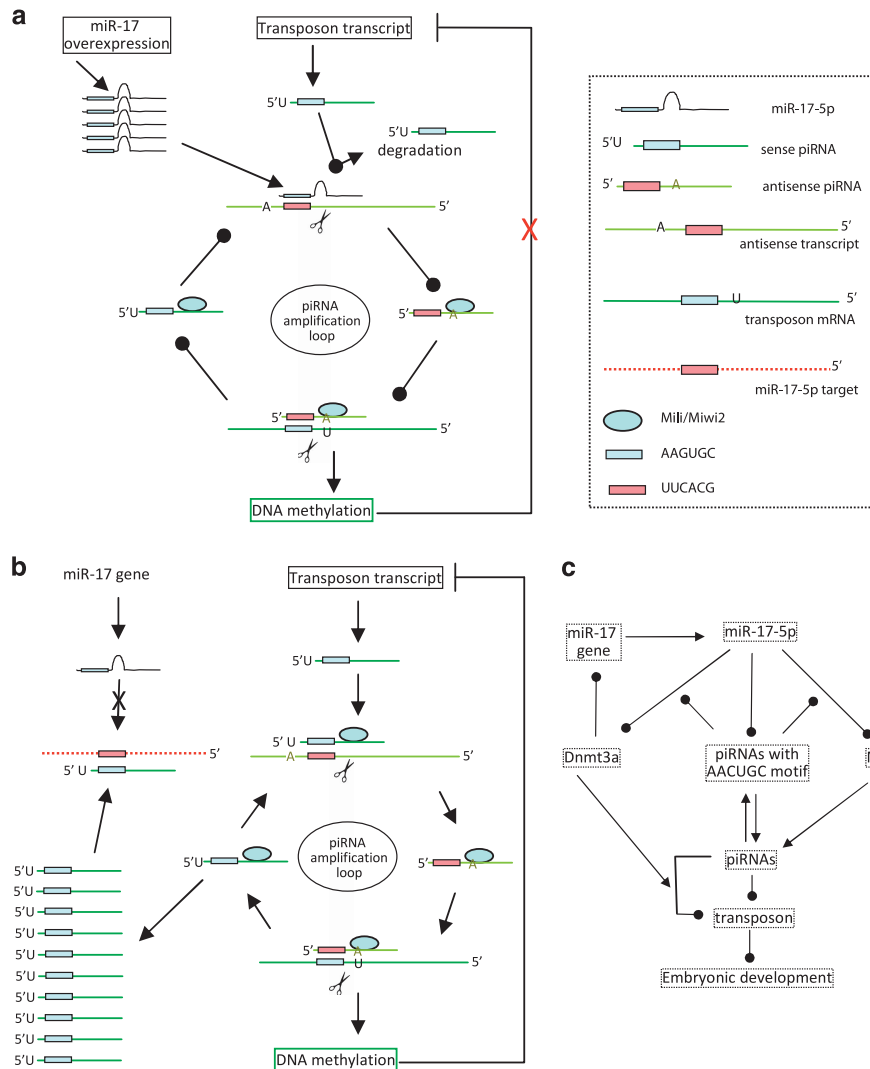 a
miR-17
overexpression
Transposon transcript
5'U
5'U
degradation
A
5'
X
5'U
piRNA
amplification
loop
5'
A
5'
A
U
5'
DNA methylation
miR-17-5p
5'U
sense piRNA
5'
A
antisense piRNA
A
5'
antisense transcript
U
5'
transposon mRNA
5'
miR-17-5p target
Mili/Miwi2
AAGUGC
UUCACG
b
miR-17 gene
Transposon transcript
5'U
X
5'
5' U
5' U
A
5'
5'U
piRNA
amplification
loop
5'
A
5'U
5'U
5'U
5'U
5'U
5'U
5'U
5'U
5'U
5'U
5'
A
U
5'
DNA methylation
c
miR-17
gene
miR-17-5p
Dnmt3a
piRNAs with
AACUGC motif
piRNAs
transposon
Embryonic development